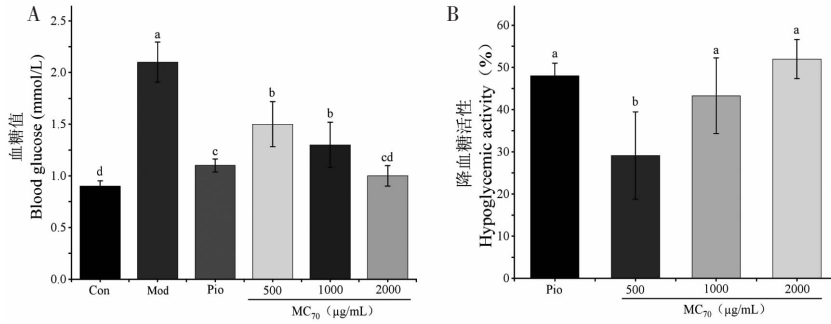 A
血糖值
Blood glucose (mmol/L)
2.5
2.0
1.5
1.0
0.5
0.0
d
a
c
b
b
cd
Con Mod Pio 500 1000 2000
MC70（μg/mL）
B
降血糖活性
Hypoglycemic activity（%）
60
50
40
30
20
10
0
a
b
a
a
Pio 500 1000 2000
MC70（μg/mL）